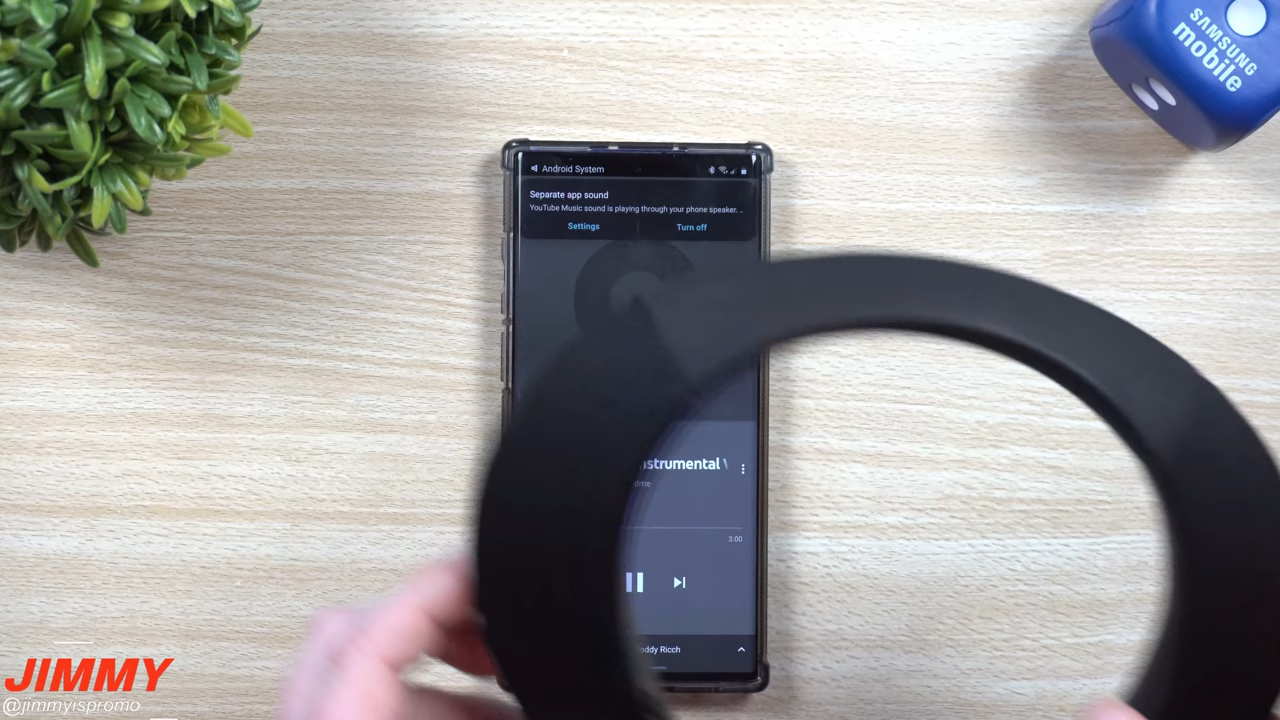 SAMSUNG
mobile
Android System
Separate app sound
YouTube Music sound is playing through your phone speaker. ..
Settings
Turn off
nstrumental
dme
3:00
oddy Ricch
JIMMY
@jimmyispromo